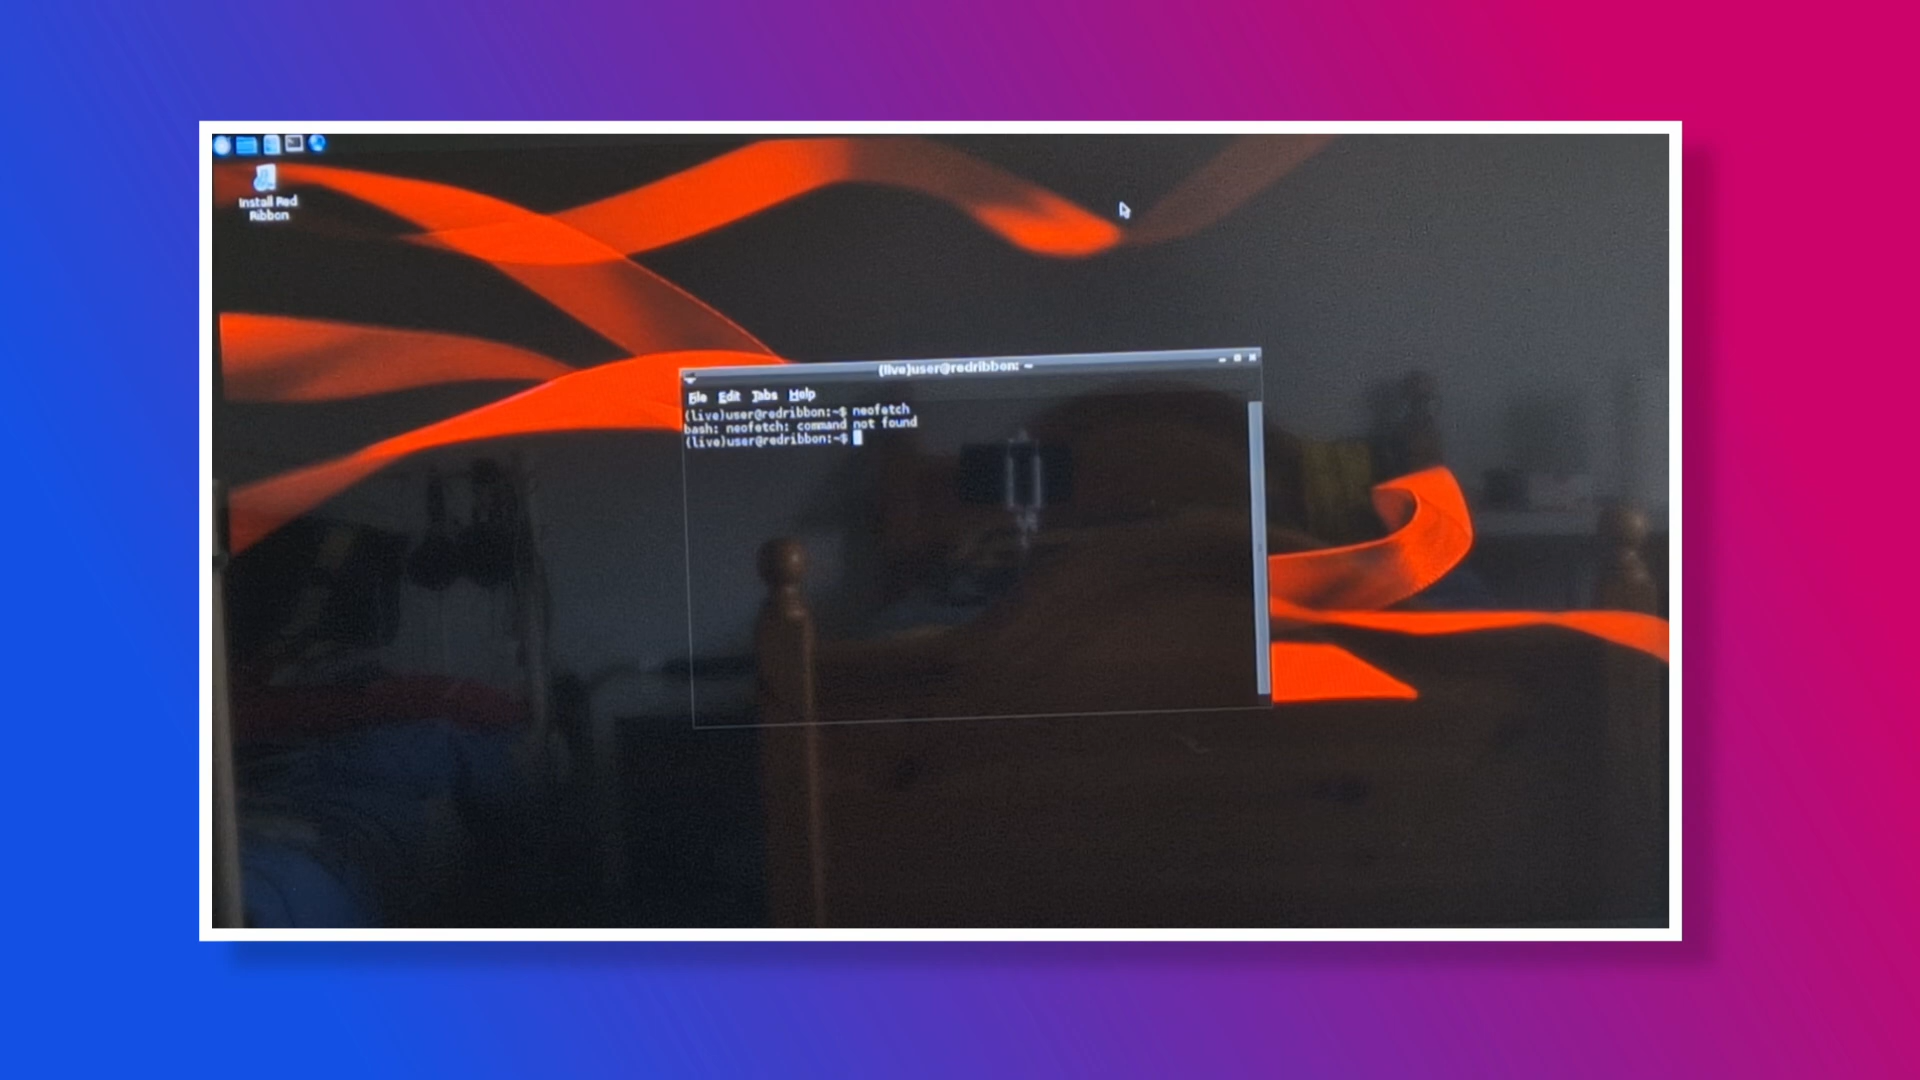 Install Red
Ribbon
(live)user@redribbon: ~
File Edit Tabs Help
(live)user@redribbon:~$ neofetch
bash: neofetch: command not found
(live)user@redribbon:~$